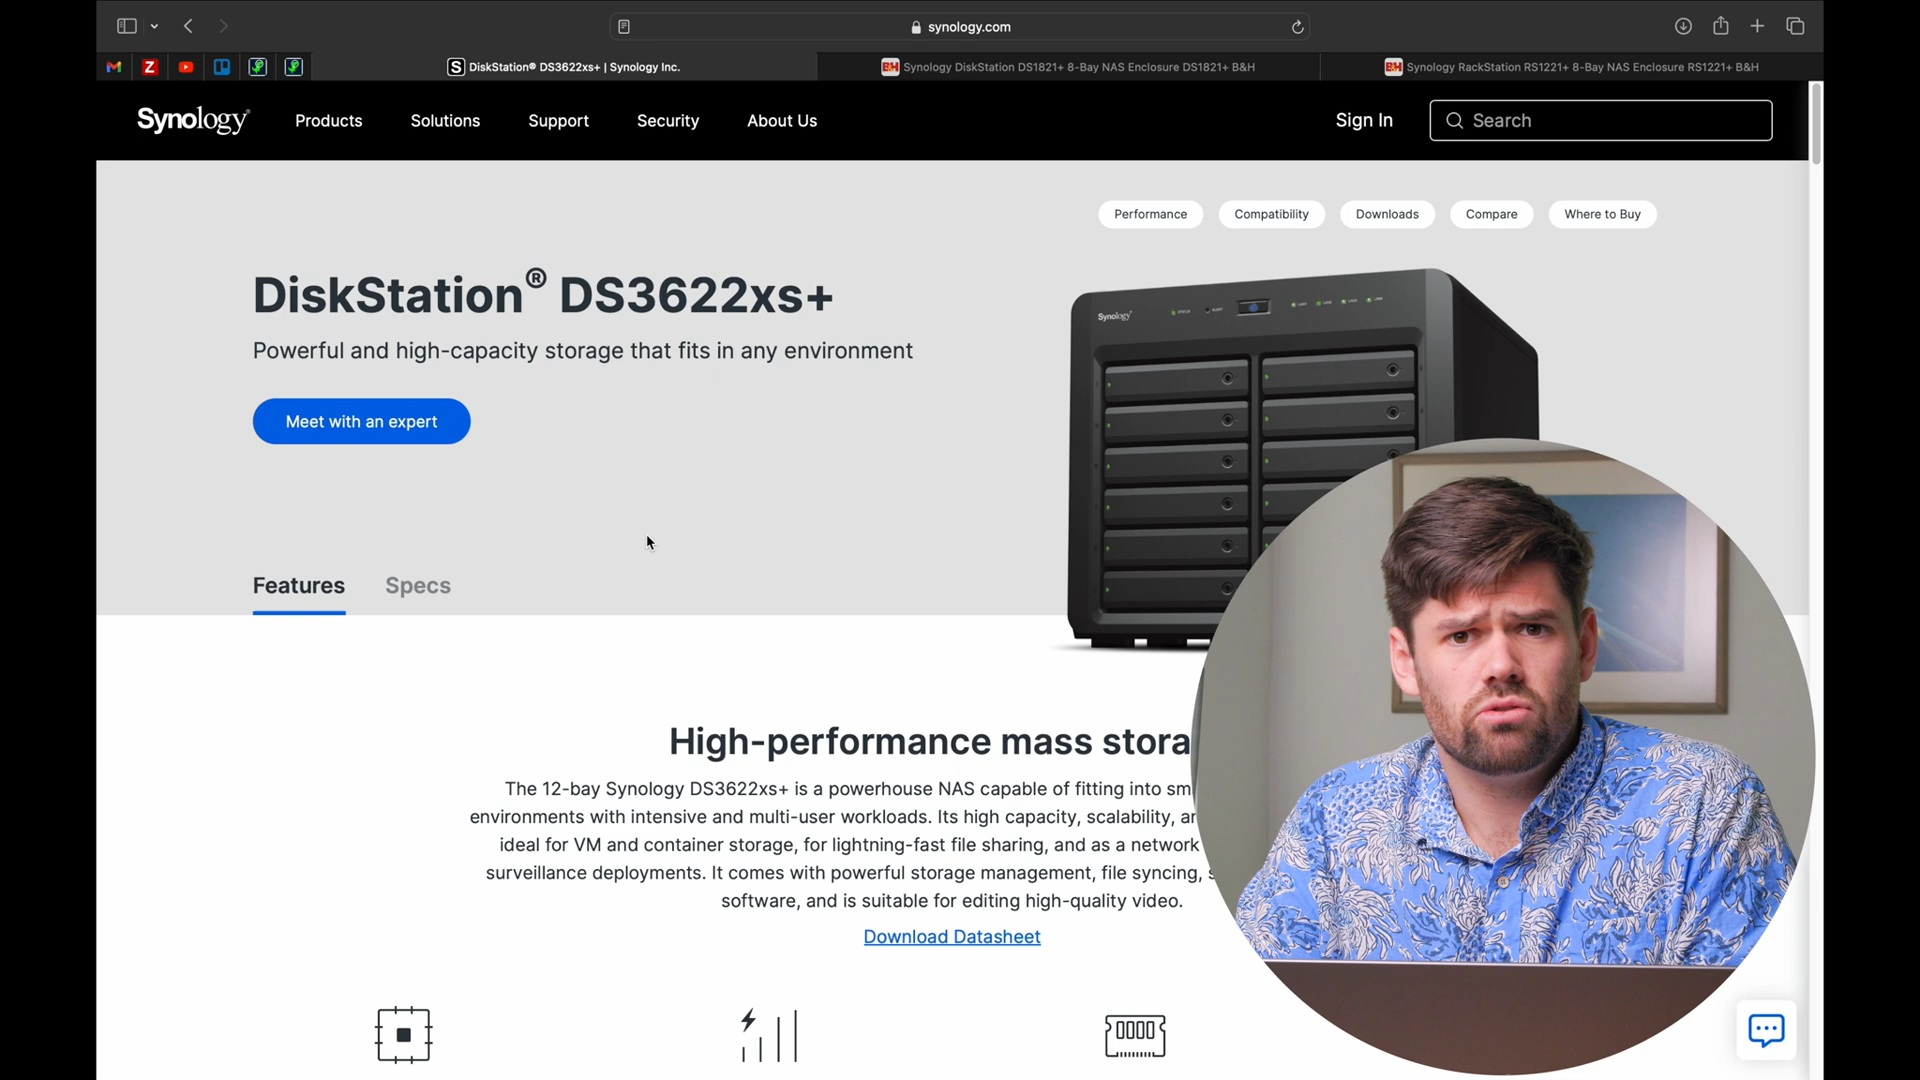 synology.com
DiskStation® DS3622xs+ | Synology Inc.
B&H Synology DiskStation DS1821+ 8-Bay NAS Enclosure DS1821+ B&H
B&H Synology RackStation RS1221+ 8-Bay NAS Enclosure RS1221+ B&H
Synology®
Products
Solutions
Support
Security
About Us
Sign In
Search
Performance
Compatibility
Downloads
Compare
Where to Buy
DiskStation® DS3622xs+
Powerful and high-capacity storage that fits in any environment
Meet with an expert
Synology
STATUS
ALERT
Features
Specs
High-performance mass stora
The 12-bay Synology DS3622xs+ is a powerhouse NAS capable of fitting into sm
environments with intensive and multi-user workloads. Its high capacity, scalability, ar
ideal for VM and container storage, for lightning-fast file sharing, and as a network
surveillance deployments. It comes with powerful storage management, file syncing, s
software, and is suitable for editing high-quality video.
Download Datasheet